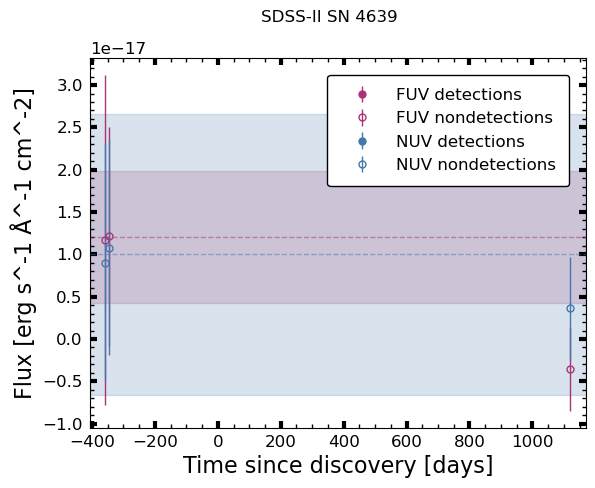 SDSS-II SN 4639
1e−17
FUV detections
FUV nondetections
NUV detections
NUV nondetections
3.0
2.5
2.0
1.5
1.0
0.5
0.0
−0.5
−1.0
Flux [erg s^-1 Å^-1 cm^-2]
−400 −200 0 200 400 600 800 1000
Time since discovery [days]